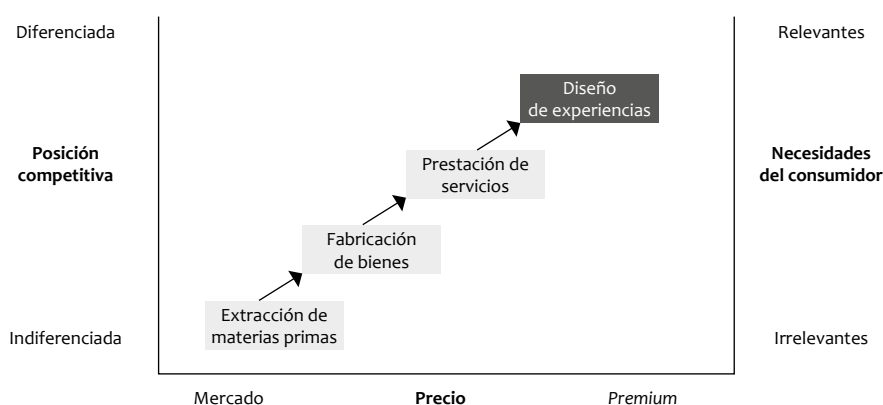 Diferenciada
Relevantes
Diseño
de experiencias
Posición
competitiva
Necesidades
del consumidor
Prestación de
servicios
Fabricación
de bienes
Extracción de
materias primas
Indiferenciada
Irrelevantes
Mercado
Precio
Premium